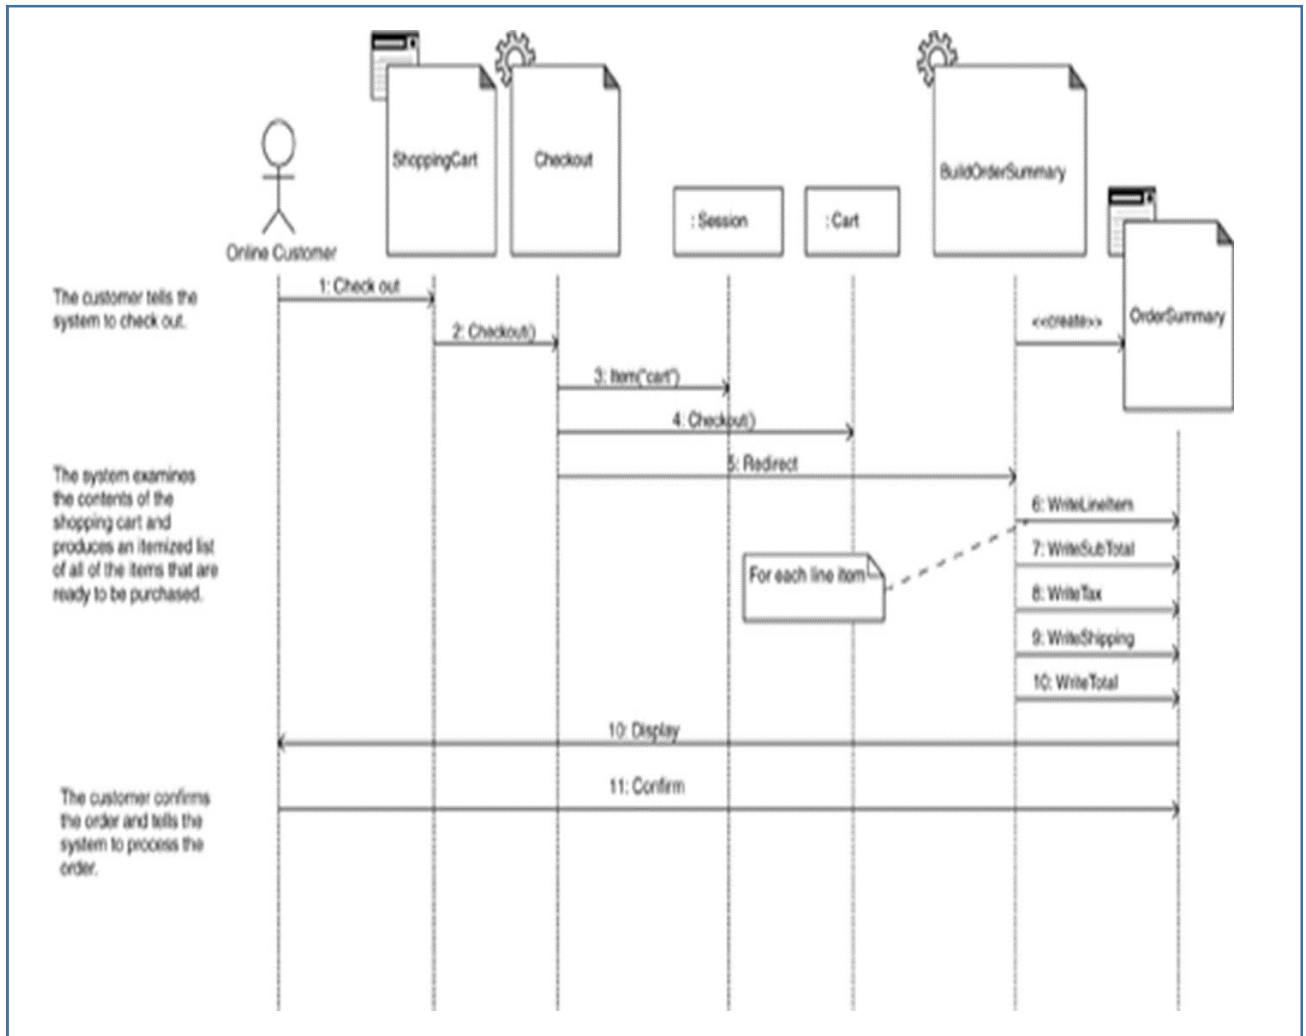 ShoppingCart
Checkout
BuildOrderSummary
: Session
: Cart
Online Customer
OrderSummary
The customer tells the
system to check out.
1: Check out
2: Checkout()
<<create>>
3: Item("cart")
4: Checkout()
5: Redirect
The system examines
the contents of the
shopping cart and
produces an itemized list
of all of the items that are
ready to be purchased.
6: WriteLineItem
7: WriteSubTotal
For each line item
8: WriteTax
9: WriteShipping
10: WriteTotal
10: Display
11: Confirm
The customer confirms
the order and tells the
system to process the
order.